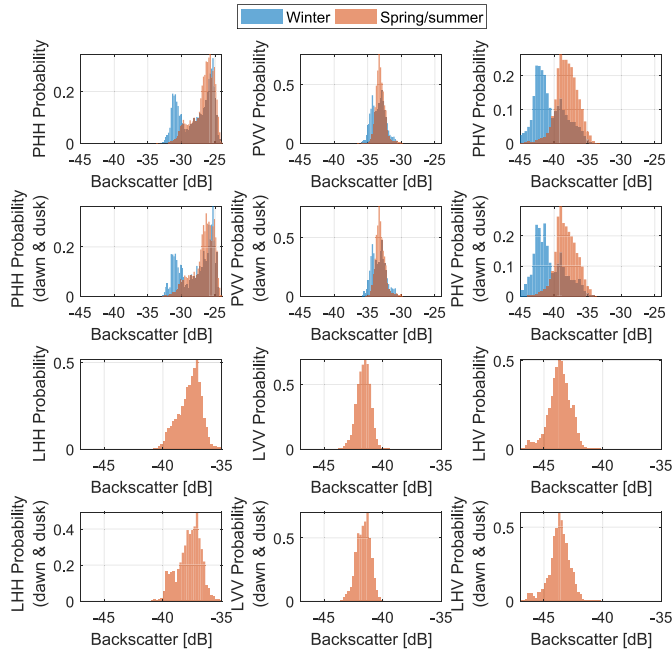 Winter Spring/summer
PHH Probability
0.2
0
-45 -40 -35 -30 -25
Backscatter [dB]
PVV Probability
0.5
0
-45 -40 -35 -30 -25
Backscatter [dB]
PHV Probability
0.2
0.1
0
-45 -40 -35 -30 -25
Backscatter [dB]
PHH Probability
(dawn & dusk)
0.2
0
-45 -40 -35 -30 -25
Backscatter [dB]
PVV Probability
(dawn & dusk)
0.5
0
-45 -40 -35 -30 -25
Backscatter [dB]
PHV Probability
(dawn & dusk)
0.2
0.1
0
-45 -40 -35 -30 -25
Backscatter [dB]
LHH Probability
0.5
0
-45 -40 -35
Backscatter [dB]
LVV Probability
0.5
0
-45 -40 -35
Backscatter [dB]
LHV Probability
0.5
0
-45 -40 -35
Backscatter [dB]
LHH Probability
(dawn & dusk)
0.4
0.2
0
-45 -40 -35
Backscatter [dB]
LVV Probability
(dawn & dusk)
0.5
0
-45 -40 -35
Backscatter [dB]
LHV Probability
(dawn & dusk)
0.5
0
-45 -40 -35
Backscatter [dB]